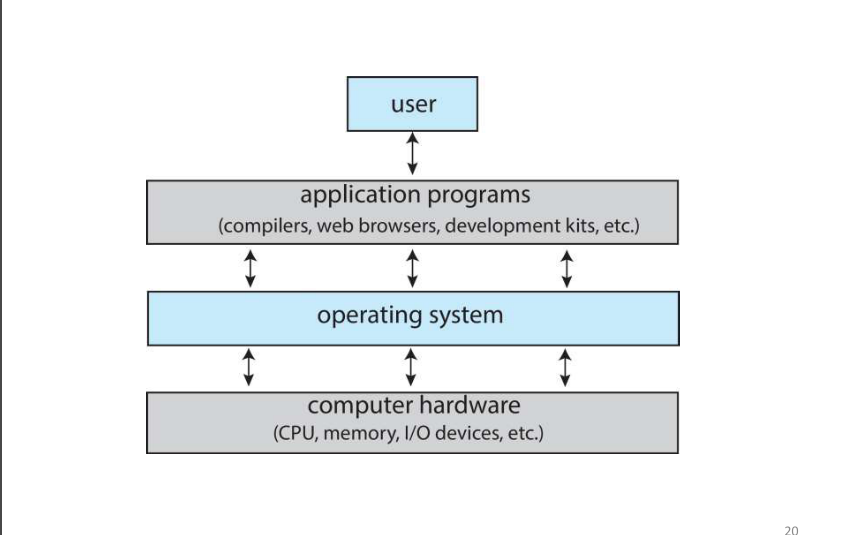 user
application programs
(compilers, web browsers, development kits, etc.)
operating system
computer hardware
(CPU, memory, I/O devices, etc.)
20